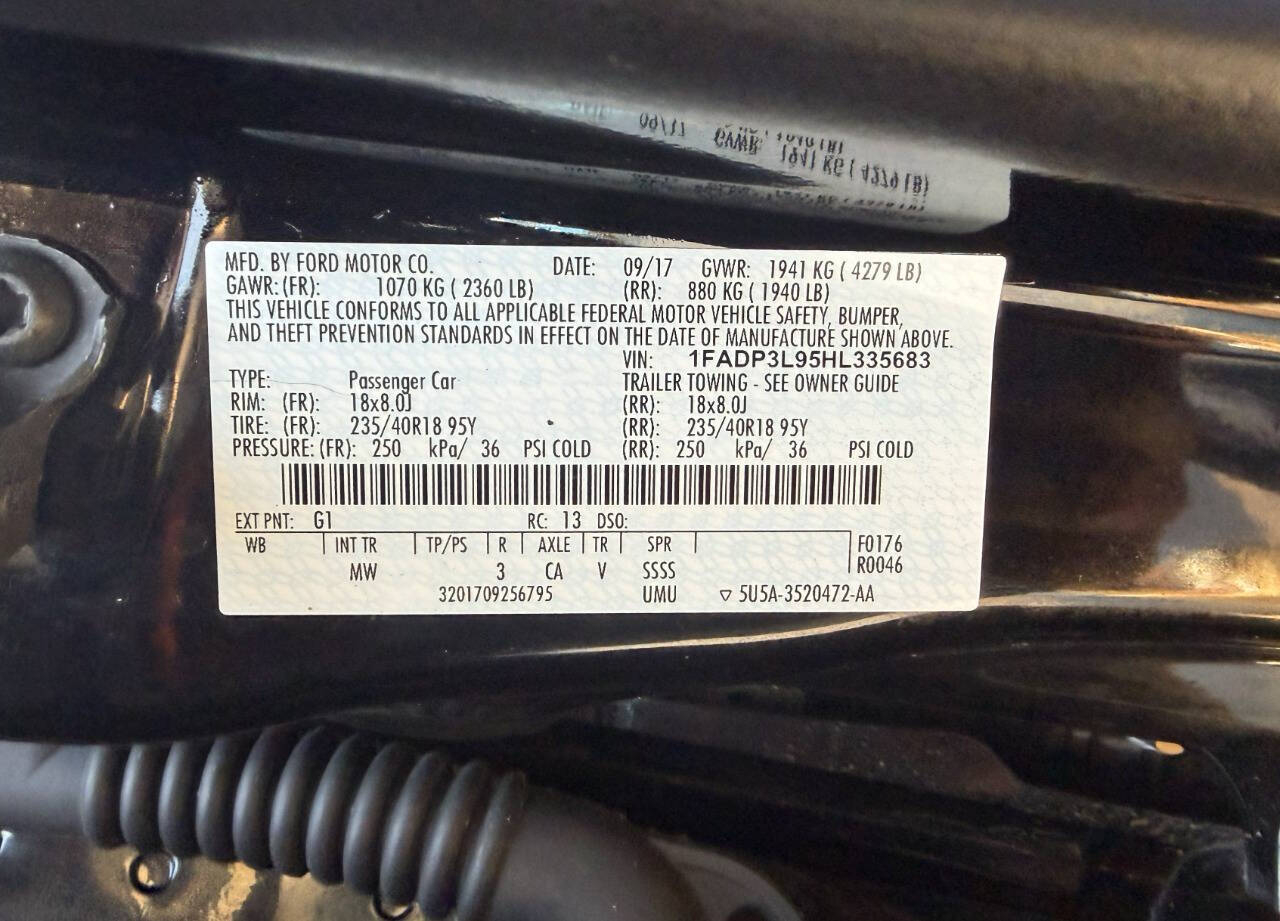 MFD. BY FORD MOTOR CO. DATE: 09/17 GVWR: 1941 KG ( 4279 LB)
GAWR: (FR): 1070 KG ( 2360 LB) (RR): 880 KG ( 1940 LB)
THIS VEHICLE CONFORMS TO ALL APPLICABLE FEDERAL MOTOR VEHICLE SAFETY, BUMPER,
AND THEFT PREVENTION STANDARDS IN EFFECT ON THE DATE OF MANUFACTURE SHOWN ABOVE.
VIN: 1FADP3L95HL335683
TYPE: Passenger Car TRAILER TOWING - SEE OWNER GUIDE
RIM: (FR): 18x8.0J (RR): 18x8.0J
TIRE: (FR): 235/40R18 95Y (RR): 235/40R18 95Y
PRESSURE: (FR): 250 kPa/ 36 PSI COLD (RR): 250 kPa/ 36 PSI COLD
EXT PNT: G1 RC: 13 DSO:
WB INT TR TP/PS R AXLE TR SPR F0176
MW 3 CA V SSSS R0046
3201709256795 UMU ▽ 5U5A-3520472-AA